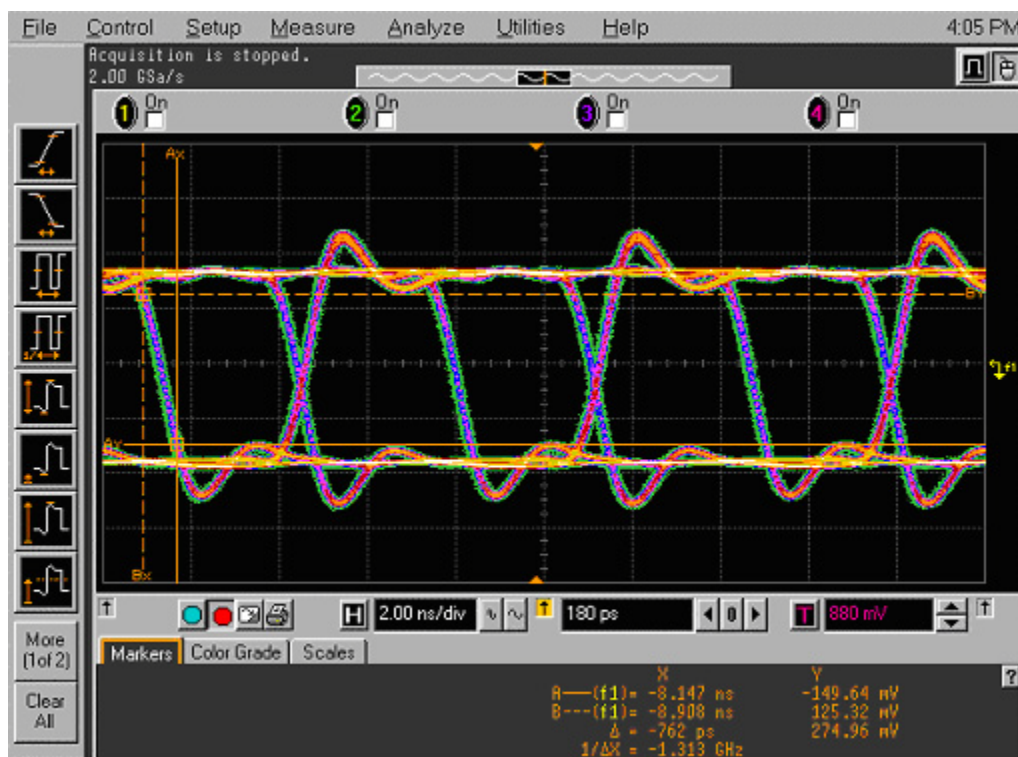 File Control Setup Measure Analyze Utilities Help 4:05 PM
Acquisition is stopped.
2.00 GSa/s
1 On 2 On 3 On 4 On
Ax
By
f1
Ay
Bx
1/
H 2.00 ns/div 180 ps 0 T 880 mV
More
(1of 2)
Clear
All
Markers Color Grade Scales
?
X Y
A——(f1)= -8.147 ns -149.64 mV
B---(f1)= -8.908 ns 125.32 mV
Δ = -762 ps 274.96 mV
1/ΔX = -1.313 GHz